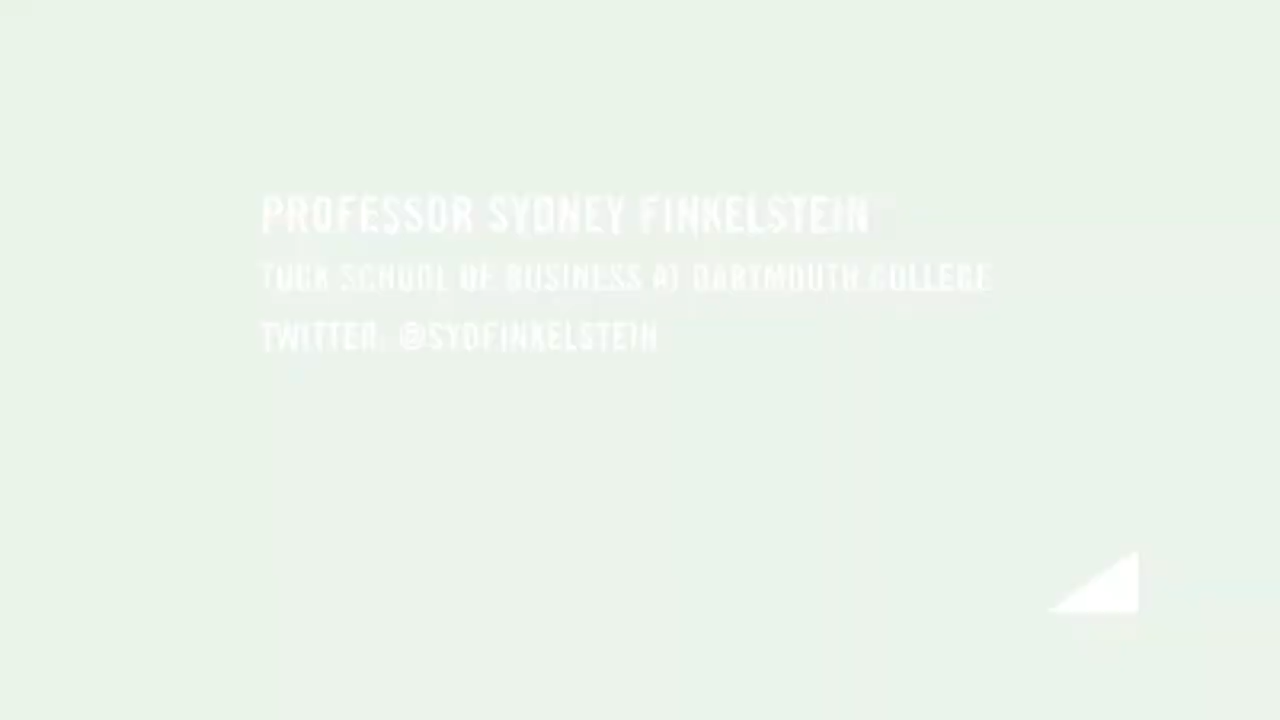 PROFESSOR SYDNEY FINKELSTEIN
TUCK SCHOOL OF BUSINESS AT DARTMOUTH COLLEGE
TWITTER: @SYDFINKELSTEIN